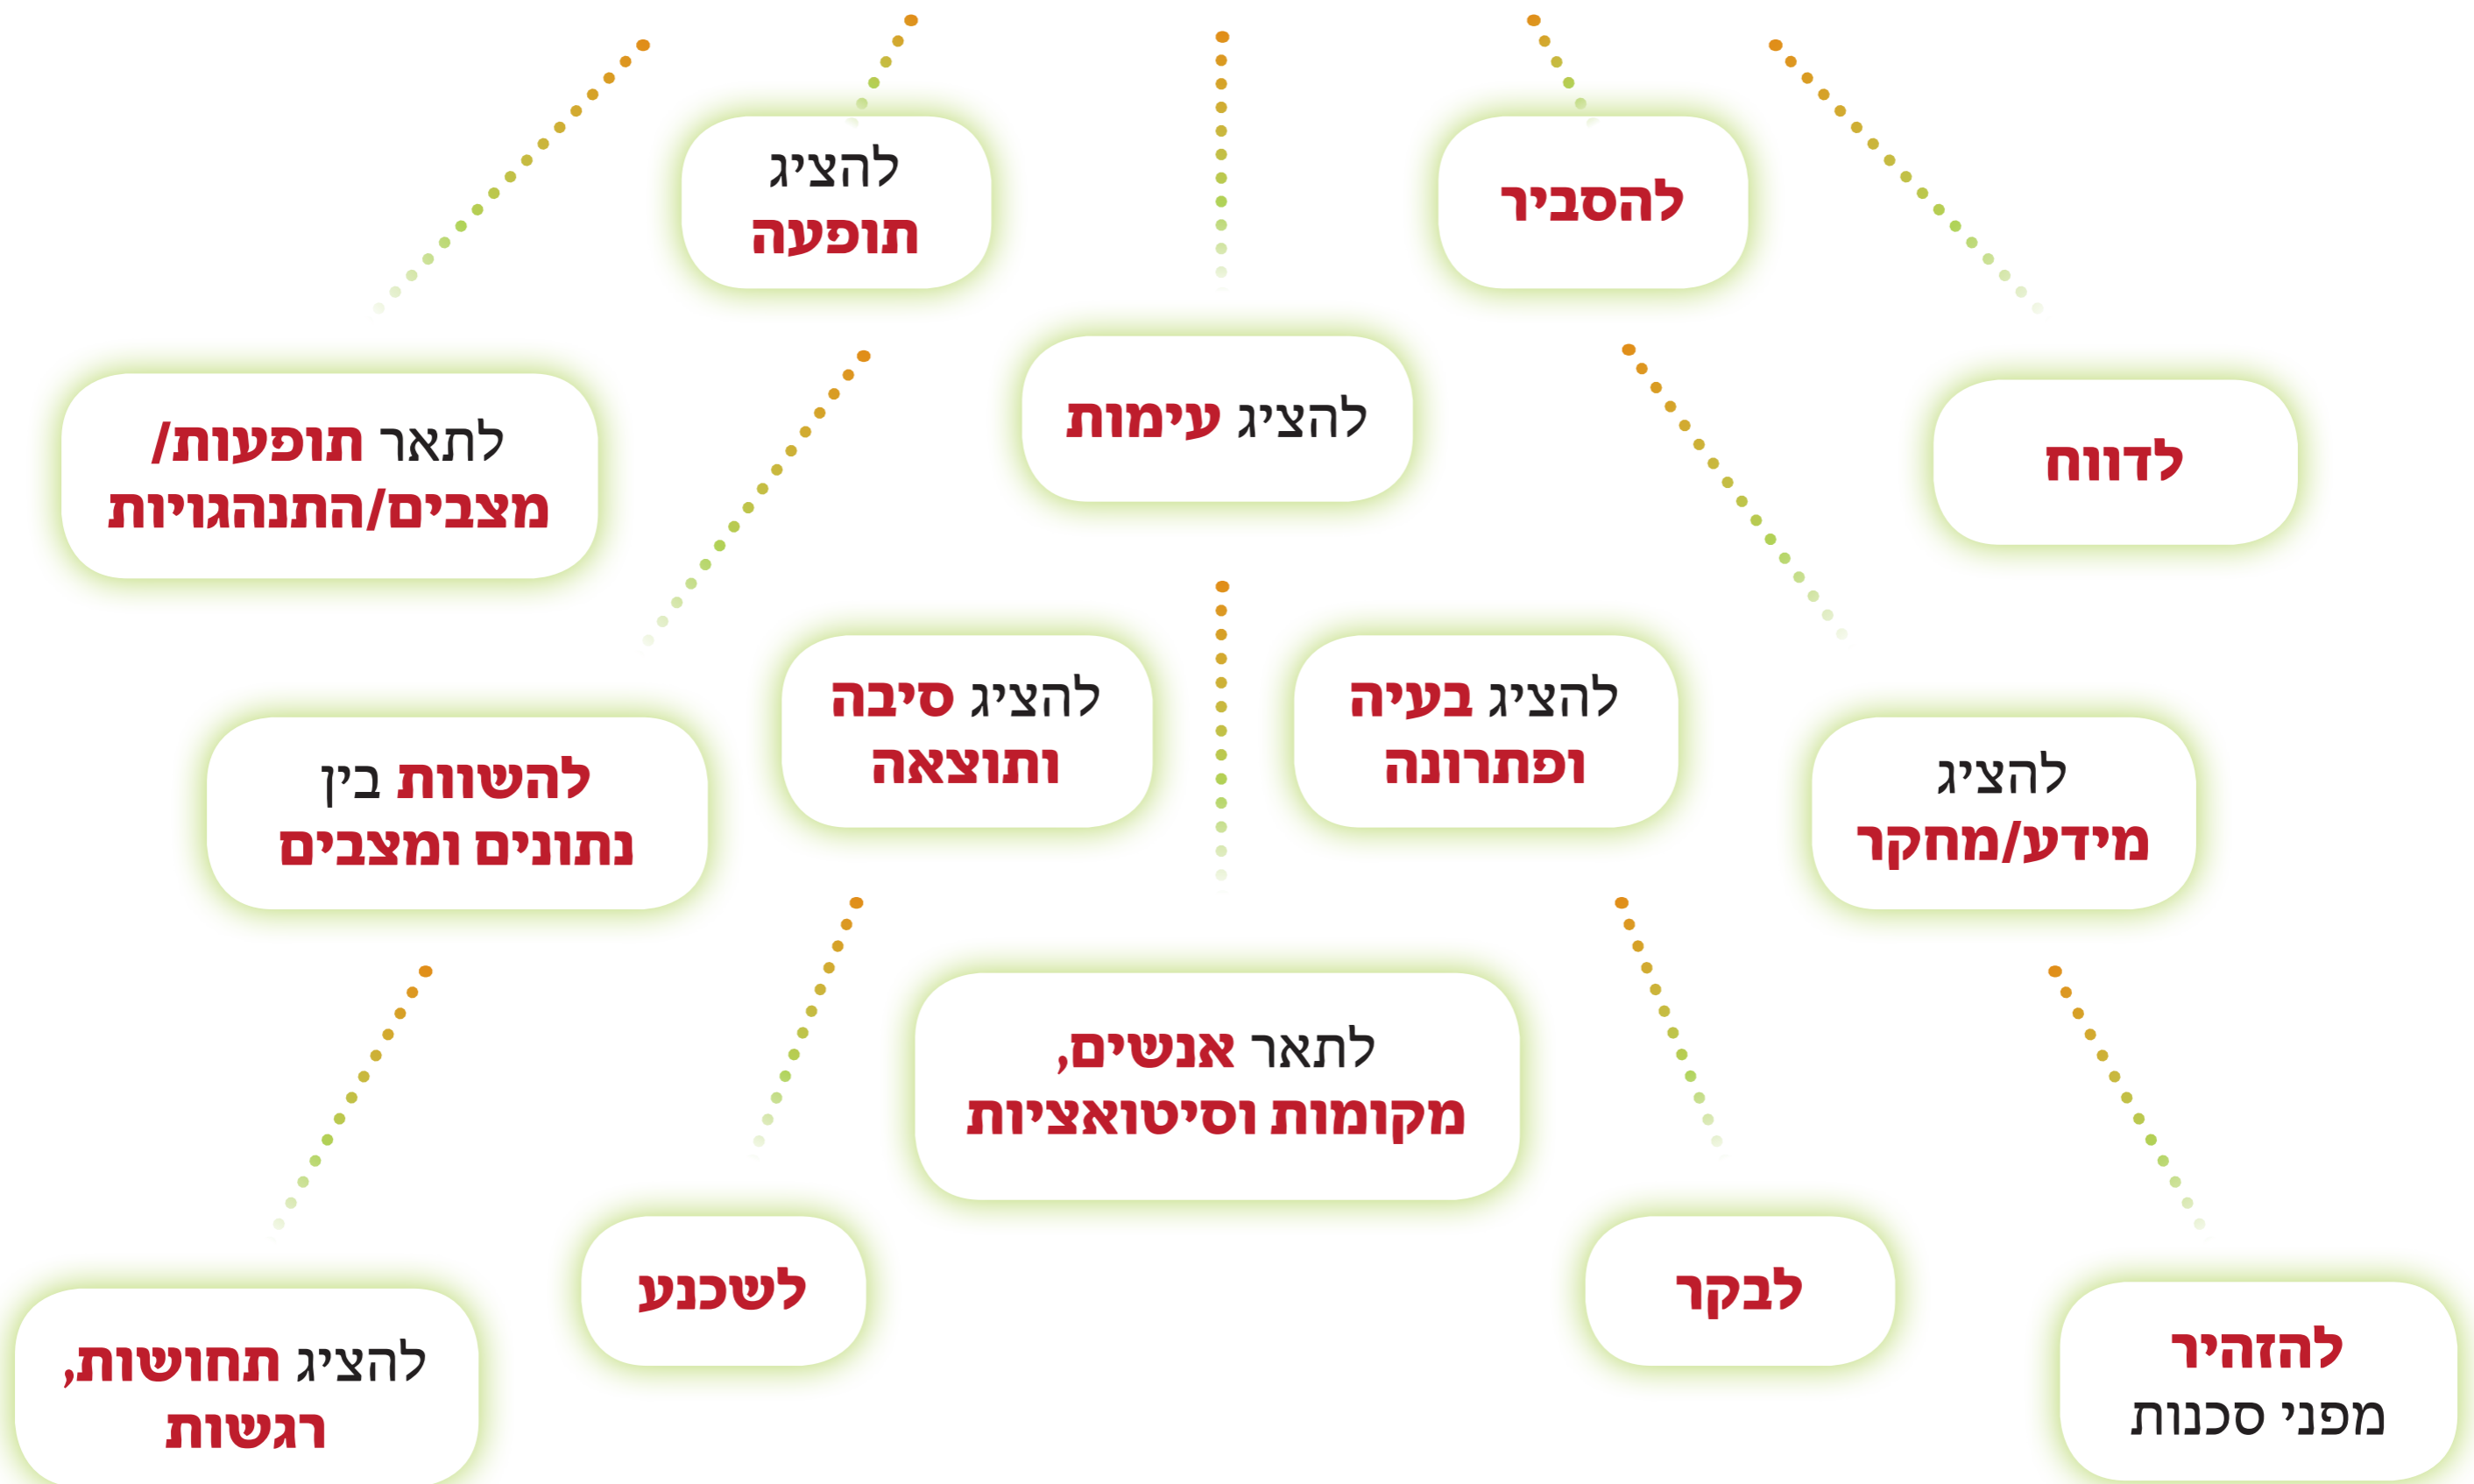 להציג
תופעה
להסביר
להציג עימות
לתאר תופעות/
מצבים/התנהגויות
לדווח
להציג בעיה
ופתרונה
להציג סיבה
ותוצאה
להציג
מידע/מחקר
להשוות בין
נתונים ומצבים
לתאר אנשים,
מקומות וסיטואציות
לבקר
לשכנע
להזהיר
מפני סכנות
להציג תחושות,
רגשות